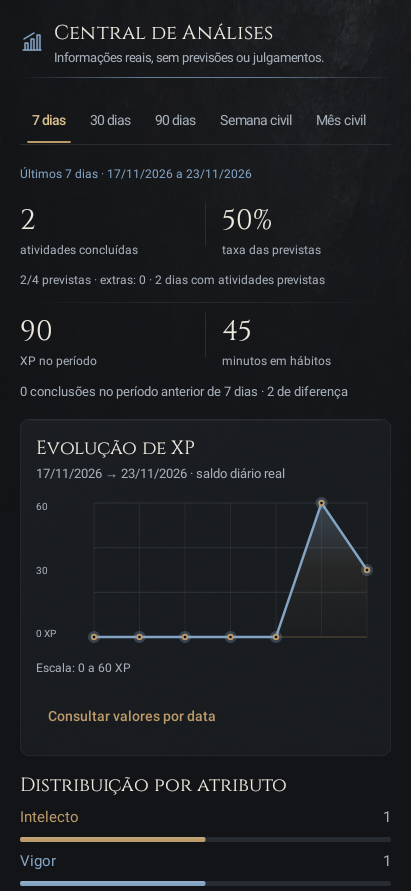 Central de Análises
Informações reais, sem previsões ou julgamentos.
7 dias 30 dias 90 dias Semana civil Mês civil
Últimos 7 dias · 17/11/2026 a 23/11/2026
2 50%
atividades concluídas taxa das previstas
2/4 previstas · extras: 0 · 2 dias com atividades previstas
90 45
XP no período minutos em hábitos
0 conclusões no período anterior de 7 dias · 2 de diferença
Evolução de XP
17/11/2026 → 23/11/2026 · saldo diário real
60
30
0 XP
Escala: 0 a 60 XP
Consultar valores por data
Distribuição por atributo
Intelecto 1
Vigor 1